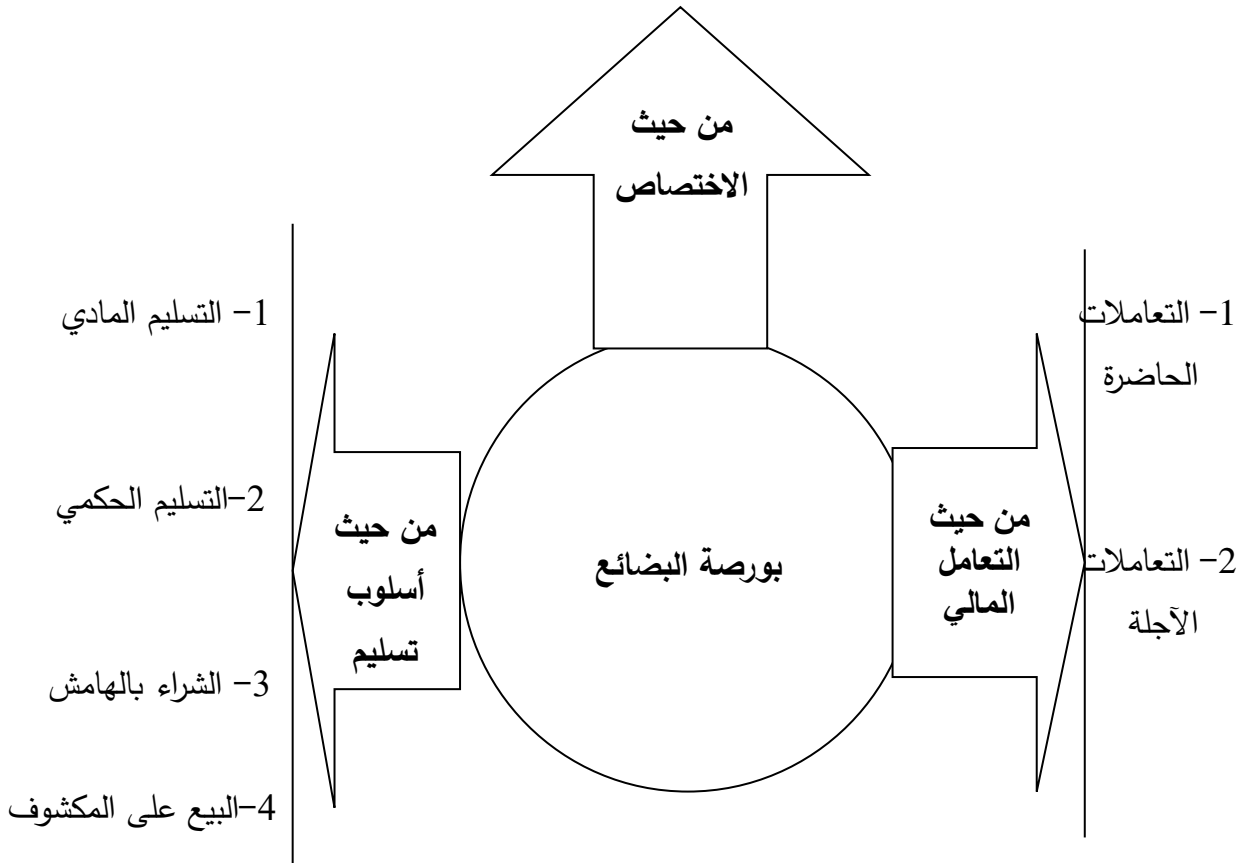 من حيث
الاختصاص
1- التعاملات
الحاضرة
2- التعاملات
الآجلة
من حيث
التعامل
المالي
بورصة البضائع
من حيث
أسلوب
تسليم
1- التسليم المادي
2-التسليم الحكمي
3- الشراء بالهامش
4-البيع على المكشوف